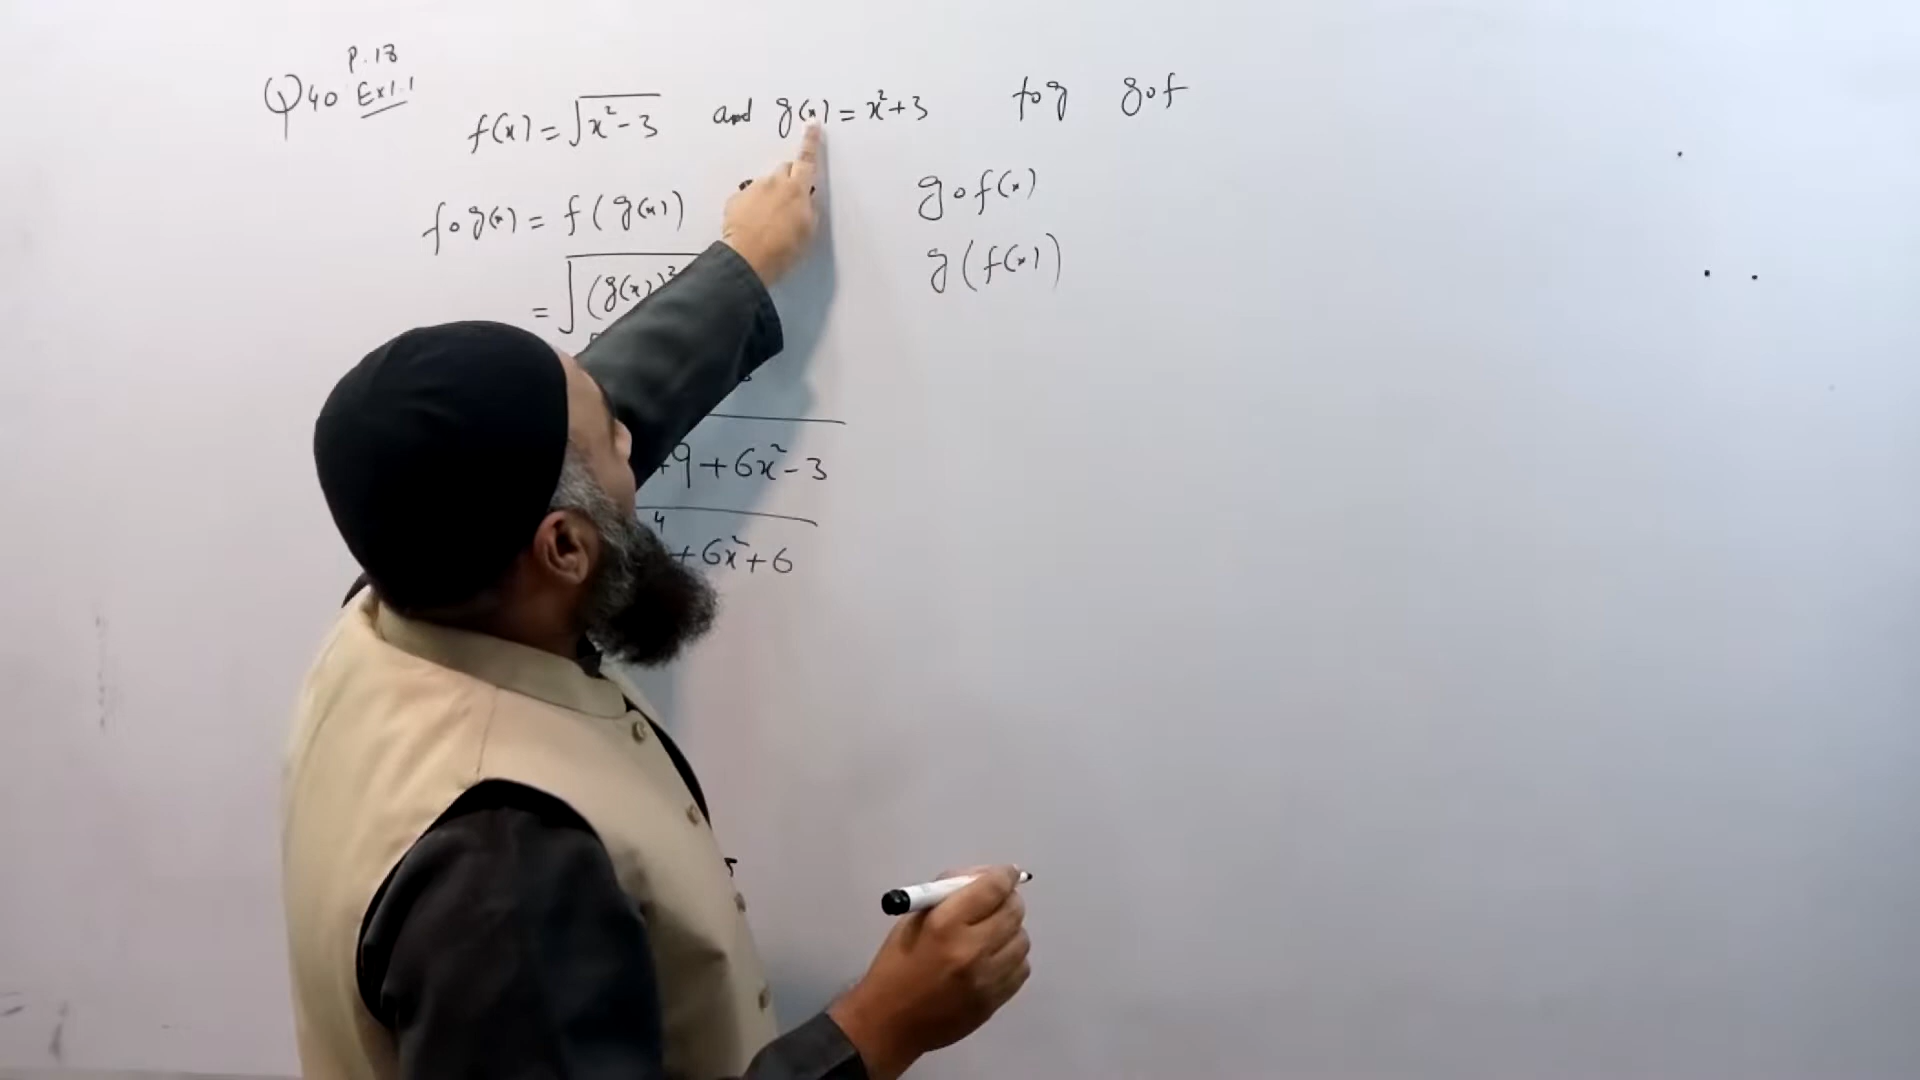 P.18
Q40 Ex1.1
f(x) = √(x² - 3) and g(x) = x² + 3 fog gof
fog(x) = f(g(x))
= √(g(x))²
+9 + 6x² - 3
4 + 6x² + 6
gof(x)
g(f(x))